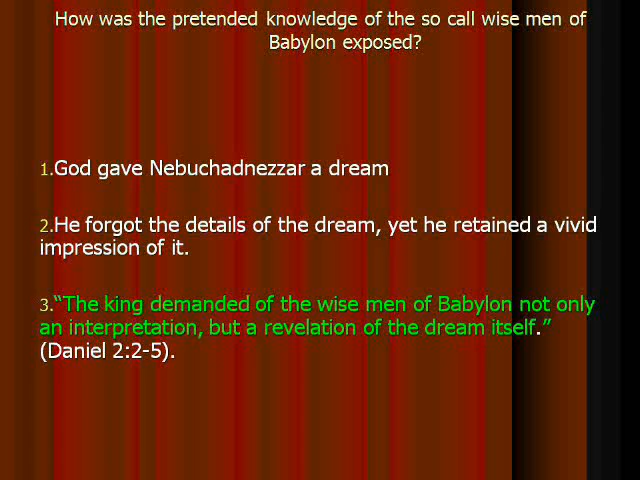 How was the pretended knowledge of the so call wise men of
Babylon exposed?
1.God gave Nebuchadnezzar a dream
2.He forgot the details of the dream, yet he retained a vivid
impression of it.
3.“The king demanded of the wise men of Babylon not only
an interpretation, but a revelation of the dream itself.”
(Daniel 2:2-5).